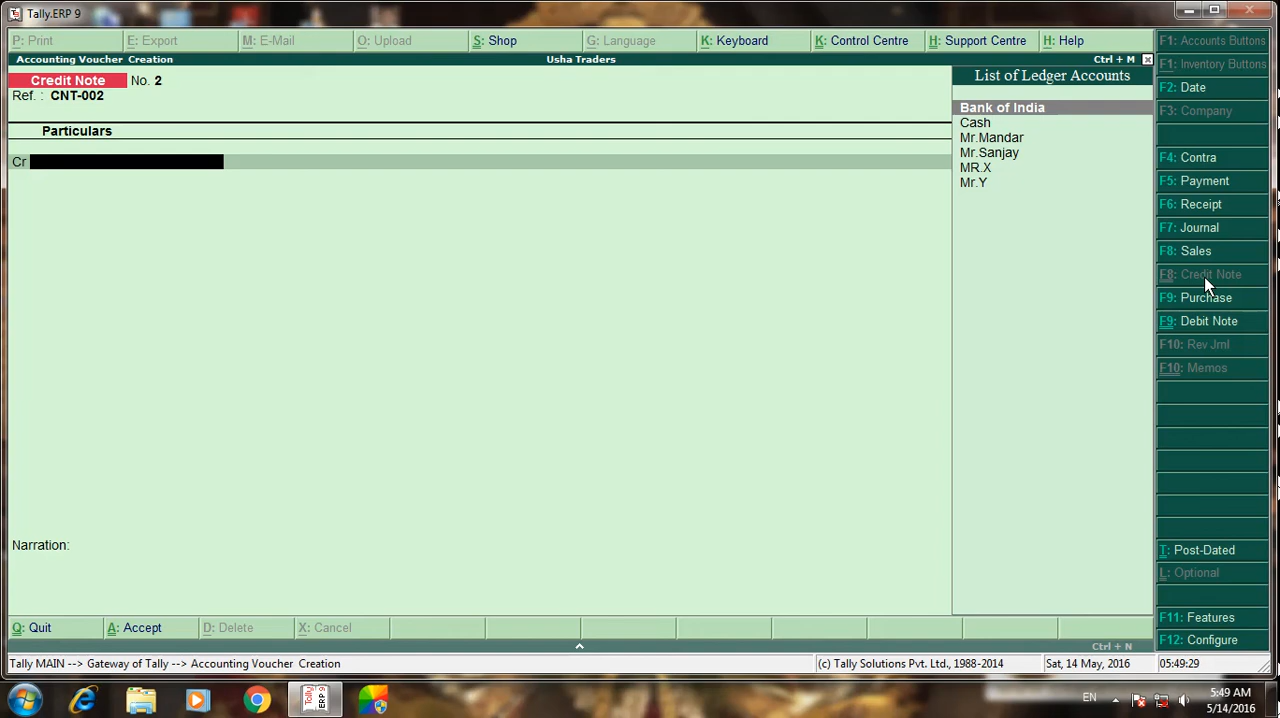 Tally.ERP 9
P: Print
E: Export
M: E-Mail
O: Upload
S: Shop
G: Language
K: Keyboard
K: Control Centre
H: Support Centre
H: Help
Accounting Voucher Creation
Usha Traders
Ctrl + M
Credit Note No. 2
Ref. : CNT-002
Particulars
Cr
Narration:
List of Ledger Accounts
Bank of India
Cash
Mr.Mandar
Mr.Sanjay
MR.X
Mr.Y
F1: Accounts Buttons
F1: Inventory Buttons
F2: Date
F3: Company
F4: Contra
F5: Payment
F6: Receipt
F7: Journal
F8: Sales
F8: Credit Note
F9: Purchase
F9: Debit Note
F10: Rev Jrnl
F10: Memos
T: Post-Dated
L: Optional
F11: Features
F12: Configure
Q: Quit
A: Accept
D: Delete
X: Cancel
Ctrl + N
Tally MAIN --> Gateway of Tally --> Accounting Voucher Creation
(c) Tally Solutions Pvt. Ltd., 1988-2014
Sat, 14 May, 2016
05:49:29
Tally ERP 9
EN
5:49 AM
5/14/2016